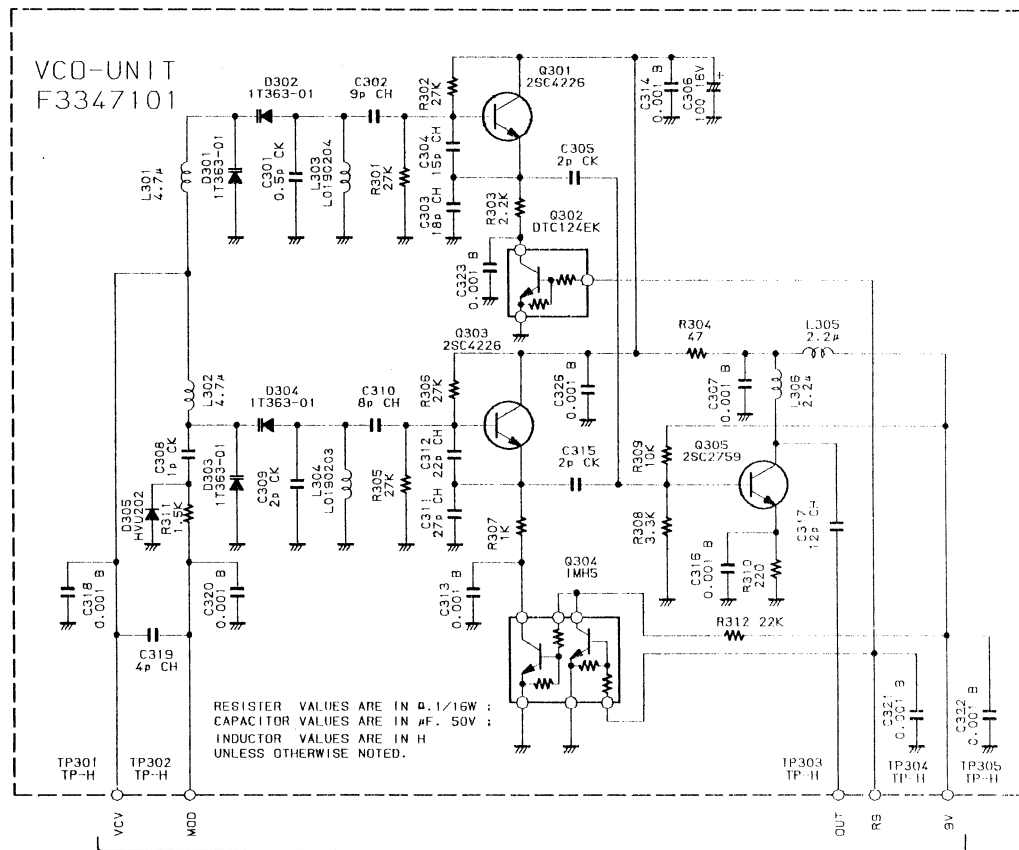 VCO-UNIT
F3347101
D302
1T363-01
C302
9p CH
R302
27K
Q301
2SC4226
C314
0.001 B
C306
100 16V
+
L301
4.7μ
D301
1T363-01
C301
0.5p CK
L303
L0190204
R301
27K
C304
15p CH
C303
18p CH
C305
2p CK
R303
2.2K
Q302
DTC124EK
C323
0.001 B
Q303
2SC4226
R304
47
L305
2.2μ
L302
4.7μ
D304
1T363-01
C310
8p CH
R306
27K
C326
0.001 B
C307
0.001 B
L306
2.2μ
C308
1p CK
D303
1T363-01
C309
2p CK
L304
L0190203
R305
27K
C312
22p CH
C311
27p CH
C315
2p CK
R309
10K
Q305
2SC2759
D305
HVU202
R311
1.5K
R307
1K
R308
3.3K
C317
12p CH
C318
0.001 B
C320
0.001 B
C313
0.001 B
Q304
IMH5
C316
0.001 B
R310
220
C319
4p CH
R312 22K
RESISTER VALUES ARE IN Ω.1/16W ;
CAPACITOR VALUES ARE IN μF. 50V ;
INDUCTOR VALUES ARE IN H
UNLESS OTHERWISE NOTED.
C321
0.001 B
C322
0.001 B
TP301
TP-H
TP302
TP-H
TP303
TP-H
TP304
TP-H
TP305
TP-H
VCV
MOD
OUT
RS
9V